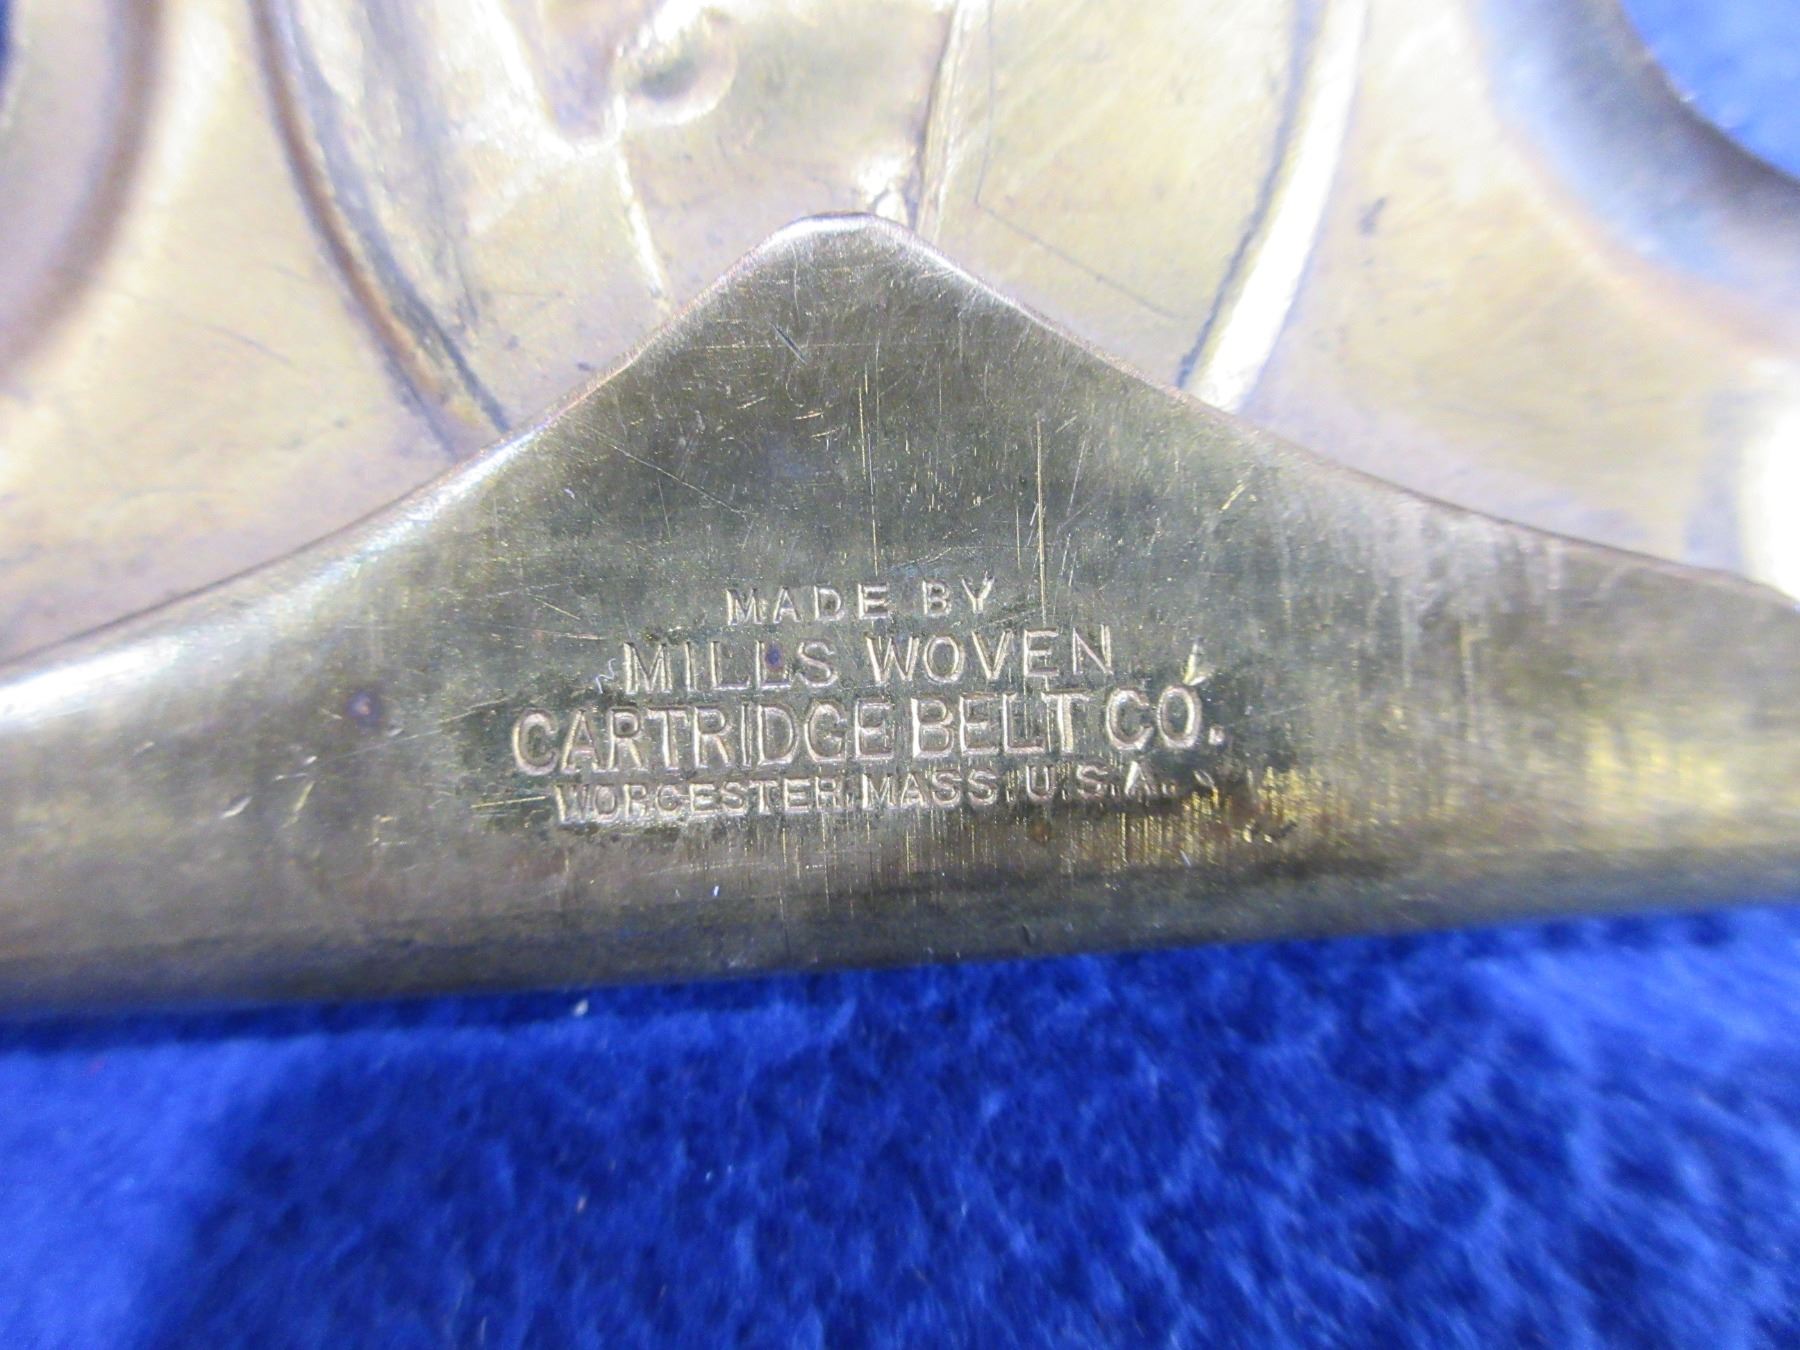 MADE BY
MILLS WOVEN
CARTRIDGE BELT CO.
WORCESTER, MASS. U.S.A.